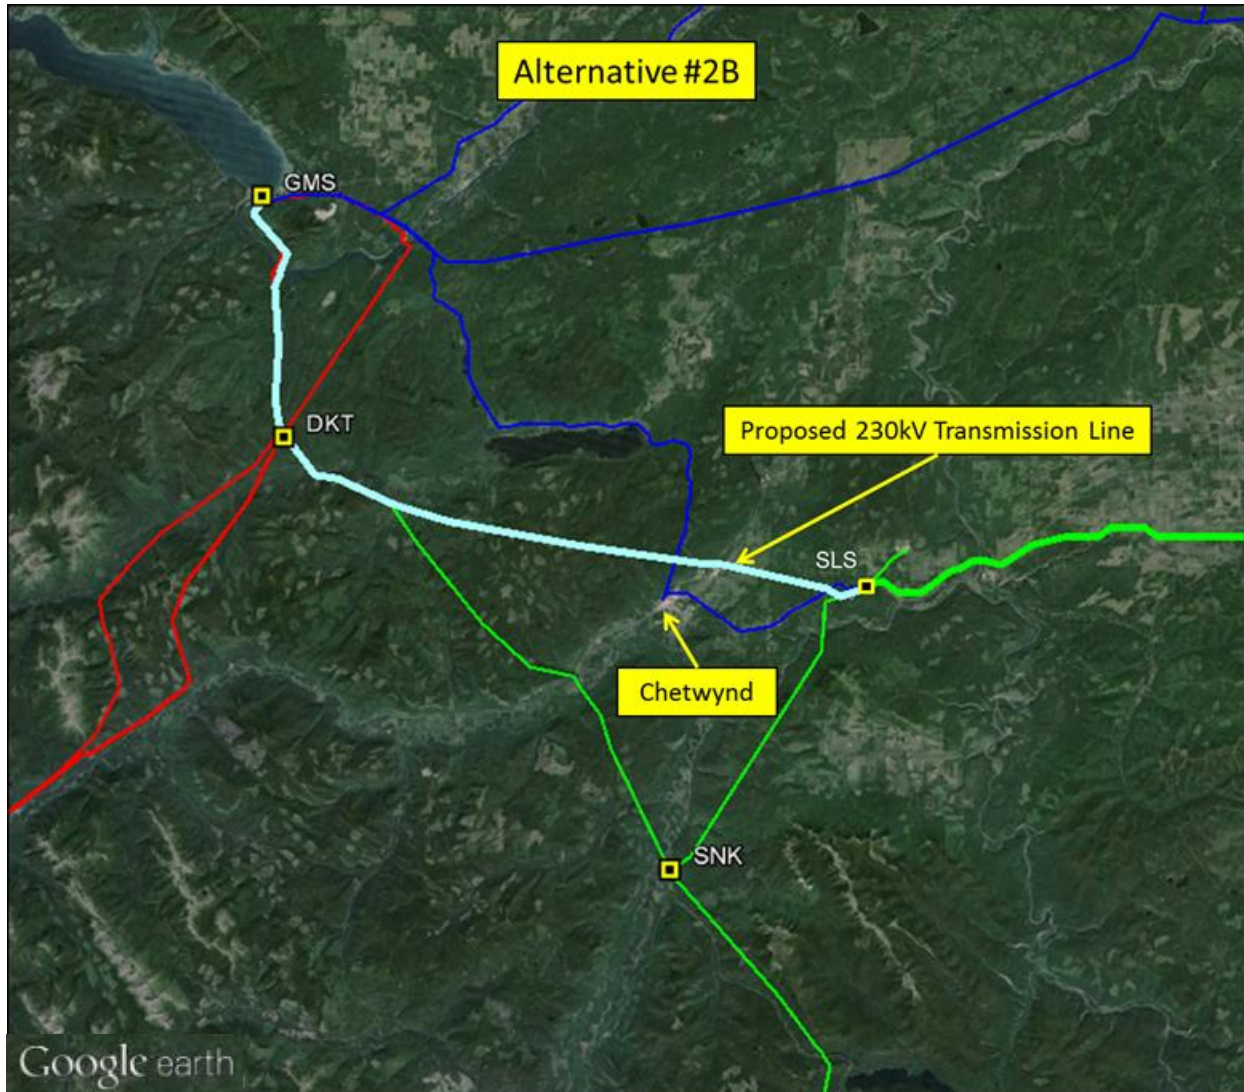 Alternative #2B
GMS
DKT
Proposed 230kV Transmission Line
SLS
Chetwynd
SNK
Google earth